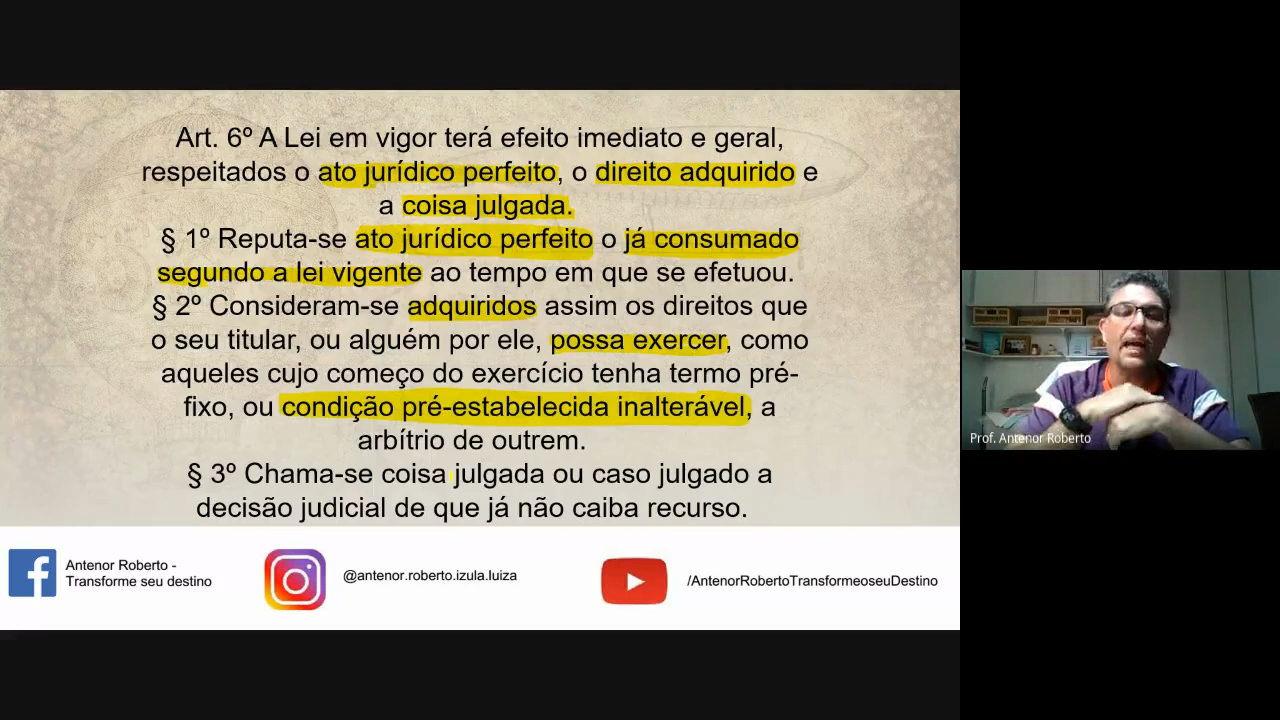 Art. 6º A Lei em vigor terá efeito imediato e geral,
respeitados o ato jurídico perfeito, o direito adquirido e
a coisa julgada.
§ 1º Reputa-se ato jurídico perfeito o já consumado
segundo a lei vigente ao tempo em que se efetuou.
§ 2º Consideram-se adquiridos assim os direitos que
o seu titular, ou alguém por ele, possa exercer, como
aqueles cujo começo do exercício tenha termo pré-
fixo, ou condição pré-estabelecida inalterável, a
arbítrio de outrem.
§ 3º Chama-se coisa julgada ou caso julgado a
decisão judicial de que já não caiba recurso.
Antenor Roberto -
Transforme seu destino
@antenor.roberto.izula.luiza
/AntenorRobertoTransformeoseuDestino
Prof. Antenor Roberto